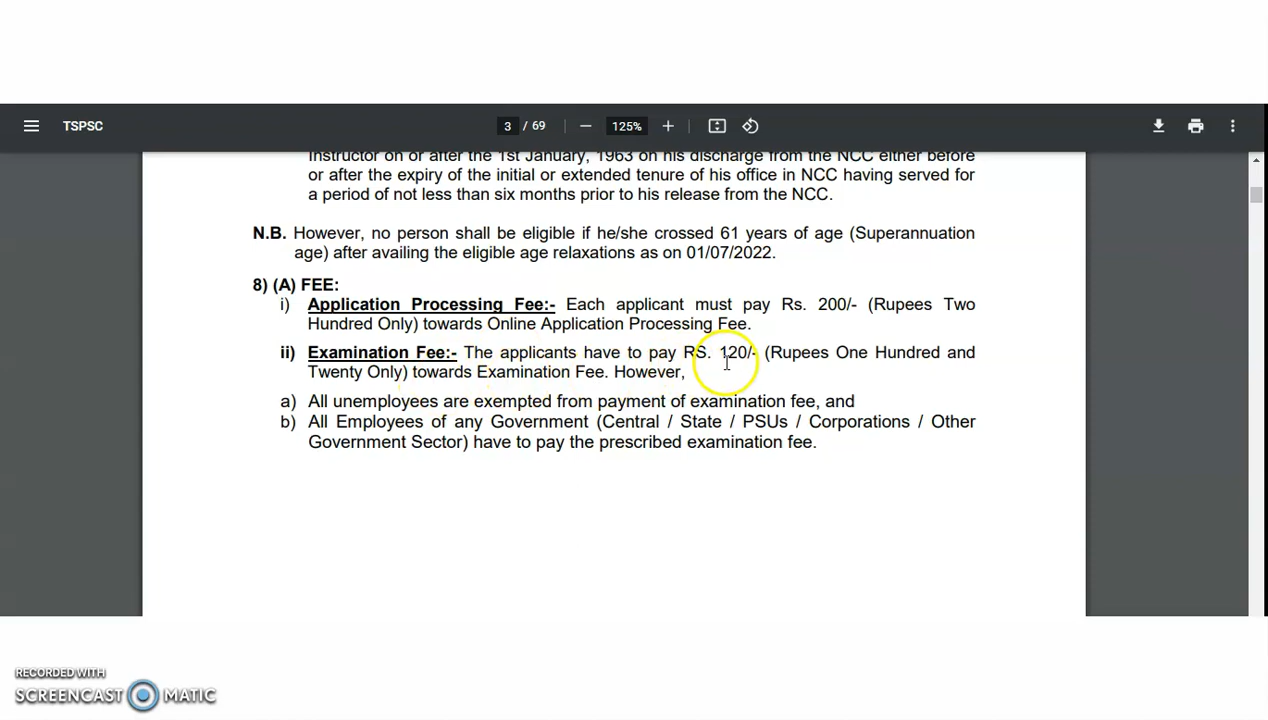 TSPSC
3 / 69
125%
Instructor on or after the 1st January, 1963 on his discharge from the NCC either before
or after the expiry of the initial or extended tenure of his office in NCC having served for
a period of not less than six months prior to his release from the NCC.
N.B. However, no person shall be eligible if he/she crossed 61 years of age (Superannuation
age) after availing the eligible age relaxations as on 01/07/2022.
8) (A) FEE:
i) Application Processing Fee:- Each applicant must pay Rs. 200/- (Rupees Two
Hundred Only) towards Online Application Processing Fee.
ii) Examination Fee:- The applicants have to pay RS. 120/- (Rupees One Hundred and
Twenty Only) towards Examination Fee. However,
a) All unemployees are exempted from payment of examination fee, and
b) All Employees of any Government (Central / State / PSUs / Corporations / Other
Government Sector) have to pay the prescribed examination fee.
RECORDED WITH
SCREENCAST MATIC